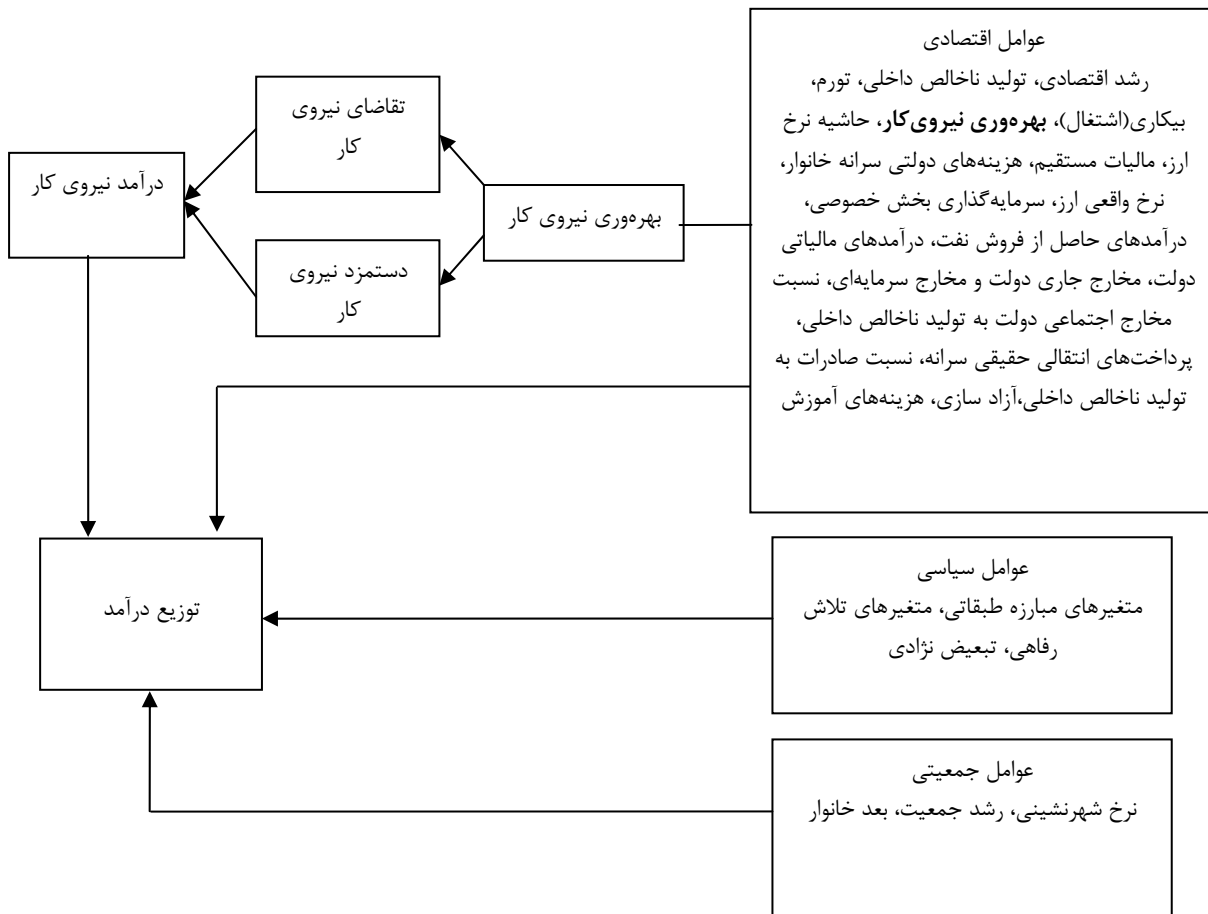 عوامل اقتصادی
رشد اقتصادی، تولید ناخالص داخلی، تورم،
بیکاری(اشتغال)، بهره‌وری نیروی‌کار، حاشیه نرخ
ارز، مالیات مستقیم، هزینه‌های دولتی سرانه خانوار،
نرخ واقعی ارز، سرمایه‌گذاری بخش خصوصی،
درآمدهای حاصل از فروش نفت، درآمدهای مالیاتی
دولت، مخارج جاری دولت و مخارج سرمایه‌ای، نسبت
مخارج اجتماعی دولت به تولید ناخالص داخلی،
پرداخت‌های انتقالی حقیقی سرانه، نسبت صادرات به
تولید ناخالص داخلی،آزاد سازی، هزینه‌های آموزش
بهره‌وری نیروی کار
تقاضای نیروی
کار
دستمزد نیروی
کار
درآمد نیروی کار
توزیع درآمد
عوامل سیاسی
متغیرهای مبارزه طبقاتی، متغیرهای تلاش
رفاهی، تبعیض نژادی
عوامل جمعیتی
نرخ شهرنشینی، رشد جمعیت، بعد خانوار